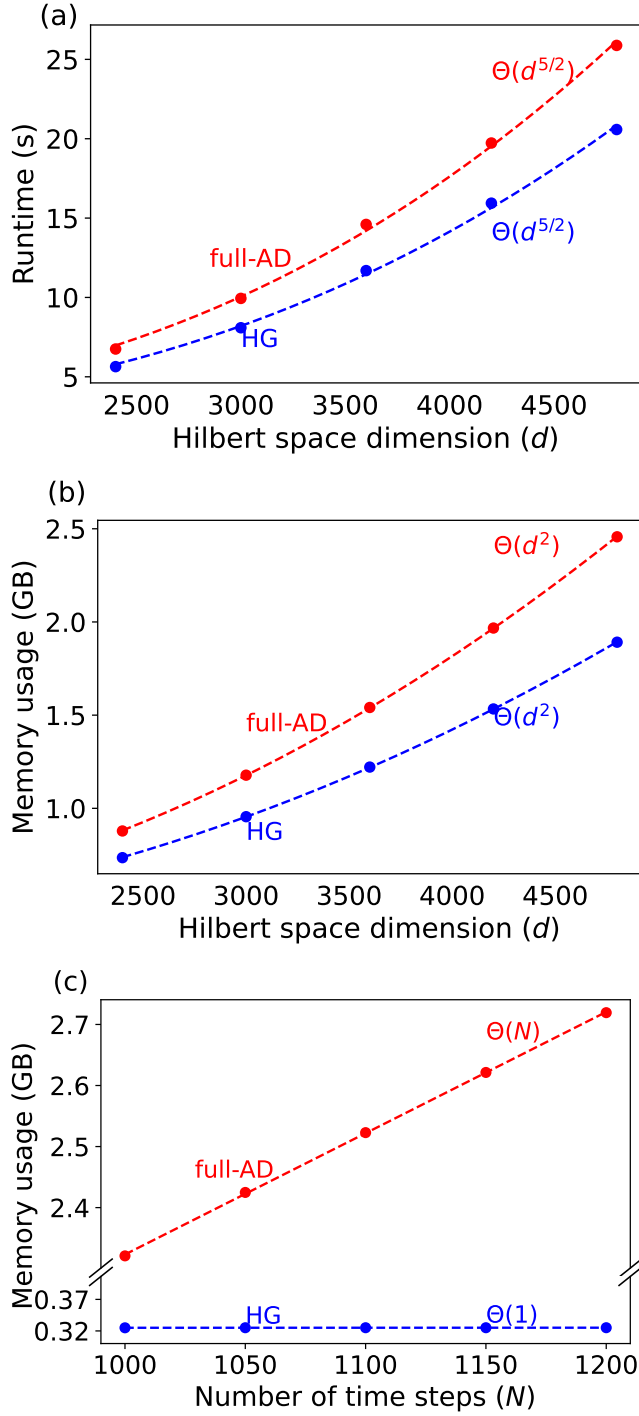 (a)
25
20
15
10
5
Runtime (s)
Θ(d^{5/2})
Θ(d^{5/2})
full-AD
HG
2500 3000 3500 4000 4500
Hilbert space dimension (d)
(b)
2.5
2.0
1.5
1.0
Memory usage (GB)
Θ(d^2)
full-AD
Θ(d^2)
HG
2500 3000 3500 4000 4500
Hilbert space dimension (d)
(c)
2.7
2.6
2.5
2.4
0.37
0.32
Memory usage (GB)
Θ(N)
full-AD
HG
Θ(1)
1000 1050 1100 1150 1200
Number of time steps (N)